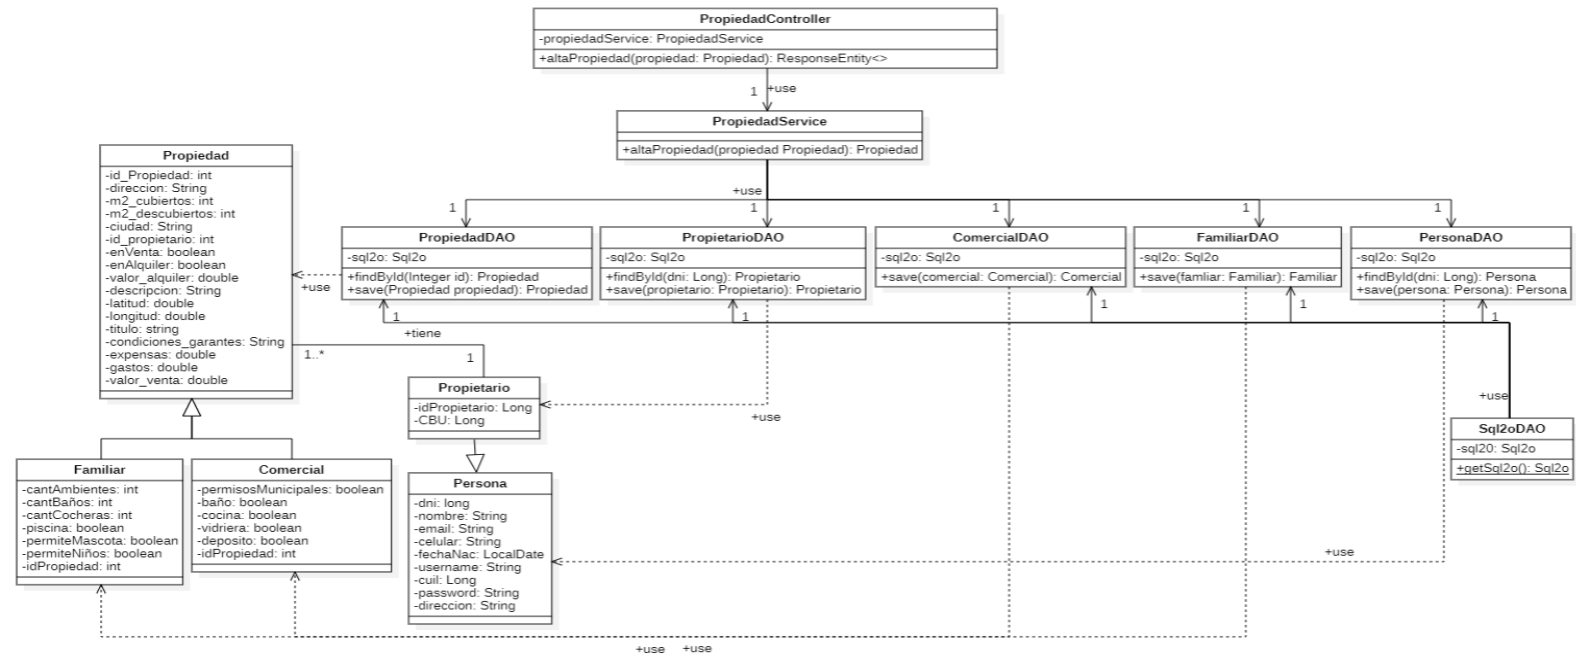 PropiedadController
-propiedadService: PropiedadService
+altaPropiedad(propiedad: Propiedad): ResponseEntity<>
1
+use
PropiedadService
+altaPropiedad(propiedad Propiedad): Propiedad
+use
1
1
1
1
1
Propiedad
-id_Propiedad: int
-direccion: String
-m2_cubiertos: int
-m2_descubiertos: int
-ciudad: String
-id_propietario: int
-enVenta: boolean
-enAlquiler: boolean
-valor_alquiler: double
-descripcion: String
-latitud: double
-longitud: double
-titulo: string
-condiciones_garantes: String
-expensas: double
-gastos: double
-valor_venta: double
PropiedadDAO
-sql2o: Sql2o
+findById(Integer id): Propiedad
+save(Propiedad propiedad): Propiedad
PropietarioDAO
-sql2o: Sql2o
+findById(dni: Long): Propietario
+save(propietario: Propietario): Propietario
ComercialDAO
-sql2o: Sql2o
+save(comercial: Comercial): Comercial
FamiliarDAO
-sql2o: Sql2o
+save(famliar: Familiar): Familiar
PersonaDAO
-sql2o: Sql2o
+findById(dni: Long): Persona
+save(persona: Persona): Persona
+use
1
1
1
1
1
+tiene
1..*
1
Propietario
-idPropietario: Long
-CBU: Long
+use
+use
Sql2oDAO
-sql20: Sql2o
+getSql2o(): Sql2o
Familiar
-cantAmbientes: int
-cantBaños: int
-cantCocheras: int
-piscina: boolean
-permiteMascota: boolean
-permiteNiños: boolean
-idPropiedad: int
Comercial
-permisosMunicipales: boolean
-baño: boolean
-cocina: boolean
-vidriera: boolean
-deposito: boolean
-idPropiedad: int
Persona
-dni: long
-nombre: String
-email: String
-celular: String
-fechaNac: LocalDate
-username: String
-cuil: Long
-password: String
-direccion: String
+use
+use
+use